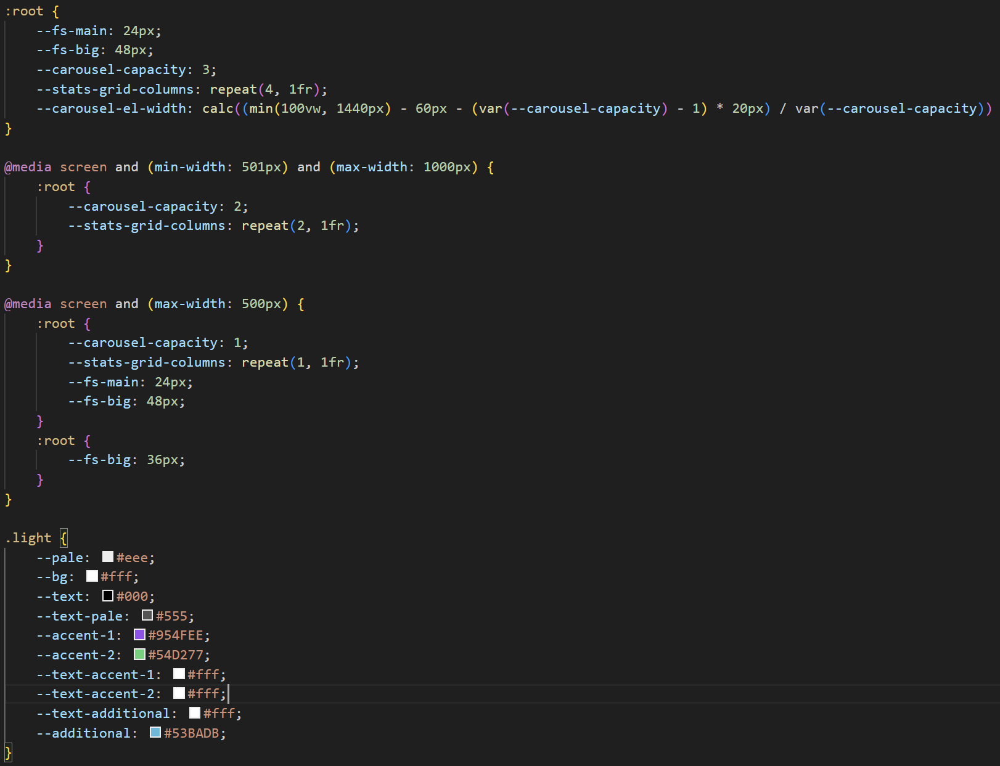 :root {
    --fs-main: 24px;
    --fs-big: 48px;
    --carousel-capacity: 3;
    --stats-grid-columns: repeat(4, 1fr);
    --carousel-el-width: calc((min(100vw, 1440px) - 60px - (var(--carousel-capacity) - 1) * 20px) / var(--carousel-capacity))
}

@media screen and (min-width: 501px) and (max-width: 1000px) {
    :root {
        --carousel-capacity: 2;
        --stats-grid-columns: repeat(2, 1fr);
    }
}

@media screen and (max-width: 500px) {
    :root {
        --carousel-capacity: 1;
        --stats-grid-columns: repeat(1, 1fr);
        --fs-main: 24px;
        --fs-big: 48px;
    }
    :root {
        --fs-big: 36px;
    }
}

.light {
    --pale: #eee;
    --bg: #fff;
    --text: #000;
    --text-pale: #555;
    --accent-1: #954FEE;
    --accent-2: #54D277;
    --text-accent-1: #fff;
    --text-accent-2: #fff;
    --text-additional: #fff;
    --additional: #53BADB;
}